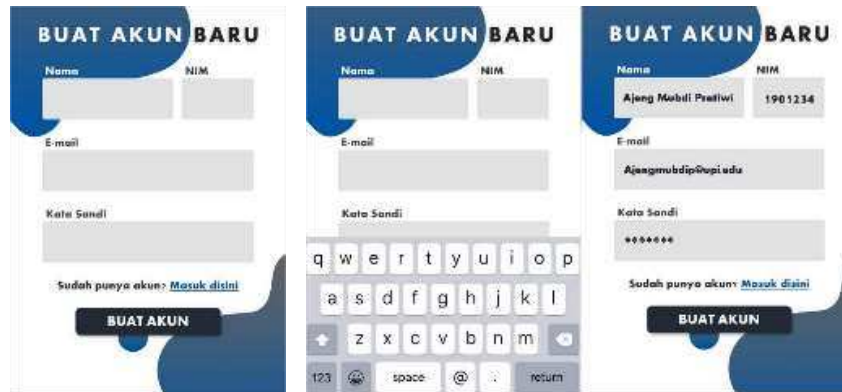 BUAT AKUN BARU
Nama NIM
E-mail
Kata Sandi
Sudah punya akun? Masuk disini
BUAT AKUN
BUAT AKUN BARU
Nama NIM
E-mail
Kata Sandi
q w e r t y u i o p
a s d f g h j k l
z x c v b n m
123 space @ . return
BUAT AKUN BARU
Nama NIM
Ajeng Mubdi Pratiwi 1901234
E-mail
Ajengmubdip@upi.edu
Kata Sandi
*******
Sudah punya akun? Masuk disini
BUAT AKUN